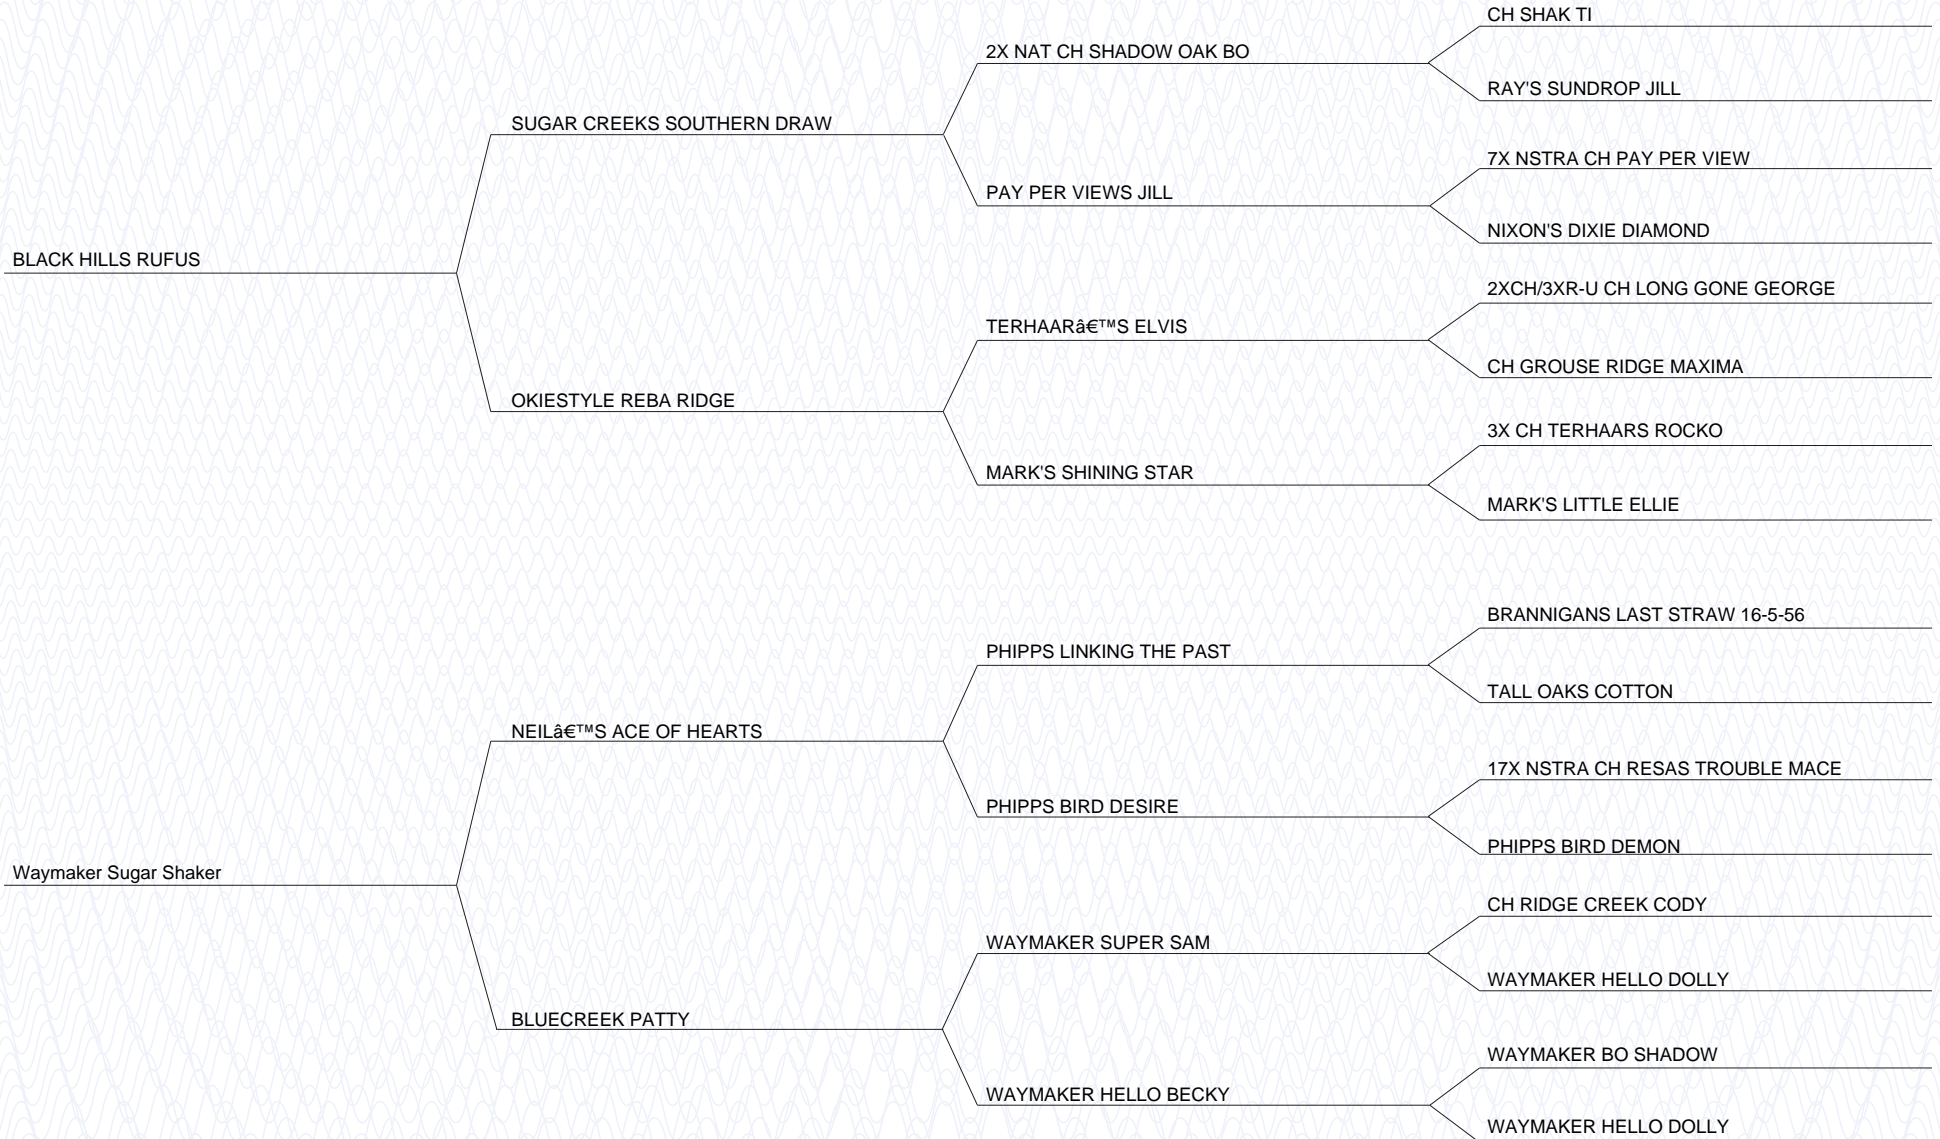 CH SHAK TI
2X NAT CH SHADOW OAK BO
RAY'S SUNDROP JILL
SUGAR CREEKS SOUTHERN DRAW
7X NSTRA CH PAY PER VIEW
PAY PER VIEWS JILL
NIXON'S DIXIE DIAMOND
BLACK HILLS RUFUS
2XCH/3XR-U CH LONG GONE GEORGE
TERHAARâ€™S ELVIS
CH GROUSE RIDGE MAXIMA
OKIESTYLE REBA RIDGE
3X CH TERHAARS ROCKO
MARK'S SHINING STAR
MARK'S LITTLE ELLIE
BRANNIGANS LAST STRAW 16-5-56
PHIPPS LINKING THE PAST
TALL OAKS COTTON
NEILâ€™S ACE OF HEARTS
17X NSTRA CH RESAS TROUBLE MACE
PHIPPS BIRD DESIRE
PHIPPS BIRD DEMON
Waymaker Sugar Shaker
CH RIDGE CREEK CODY
WAYMAKER SUPER SAM
WAYMAKER HELLO DOLLY
BLUECREEK PATTY
WAYMAKER BO SHADOW
WAYMAKER HELLO BECKY
WAYMAKER HELLO DOLLY